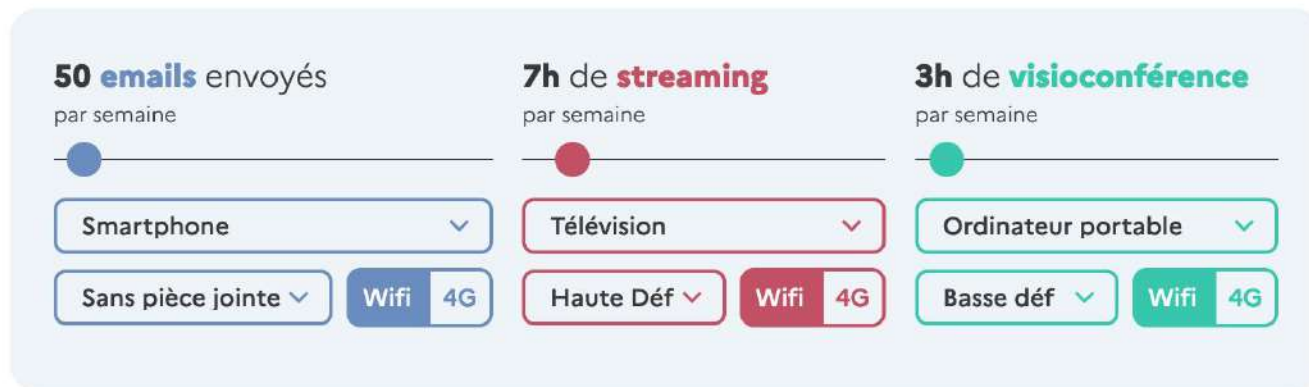 50 emails envoyés
par semaine
Smartphone
Sans pièce jointe
Wifi 4G
7h de streaming
par semaine
Télévision
Haute Déf
Wifi 4G
3h de visioconférence
par semaine
Ordinateur portable
Basse déf
Wifi 4G